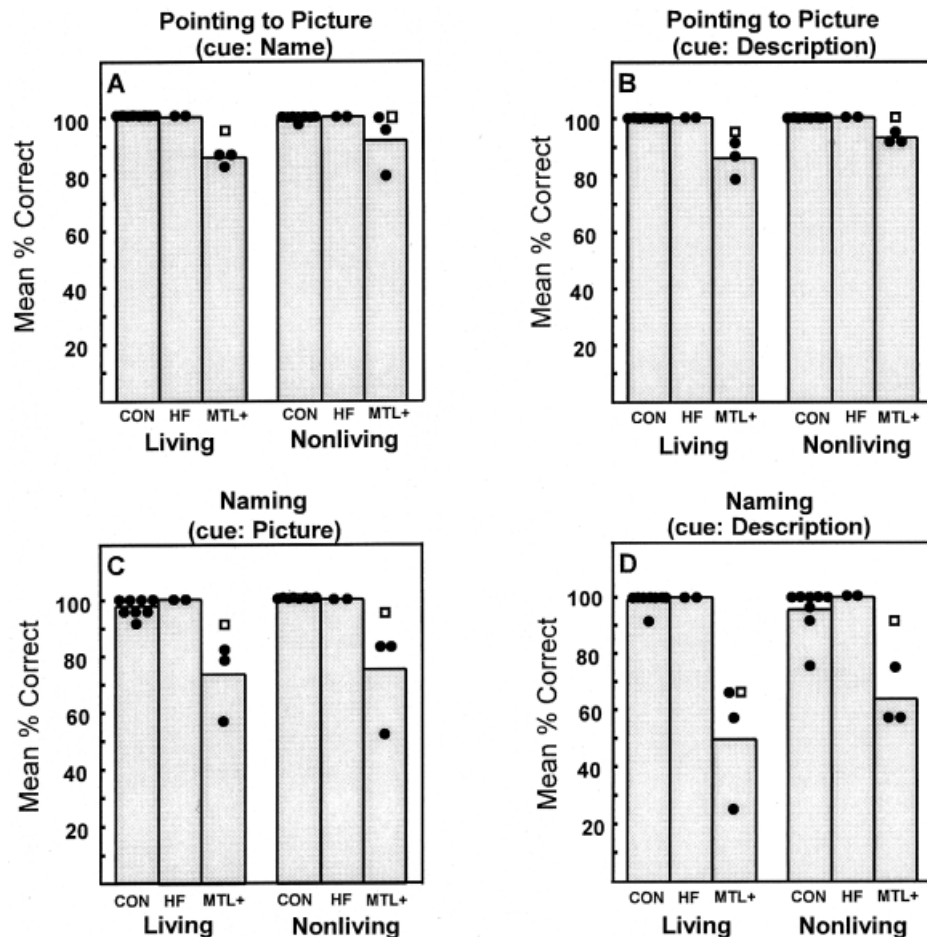 Pointing to Picture
(cue: Name)
A
Mean % Correct
100
80
60
40
20
CON HF MTL+ CON HF MTL+
Living Nonliving
Pointing to Picture
(cue: Description)
B
Mean % Correct
100
80
60
40
20
CON HF MTL+ CON HF MTL+
Living Nonliving
Naming
(cue: Picture)
C
Mean % Correct
100
80
60
40
20
CON HF MTL+ CON HF MTL+
Living Nonliving
Naming
(cue: Description)
D
Mean % Correct
100
80
60
40
20
CON HF MTL+ CON HF MTL+
Living Nonliving